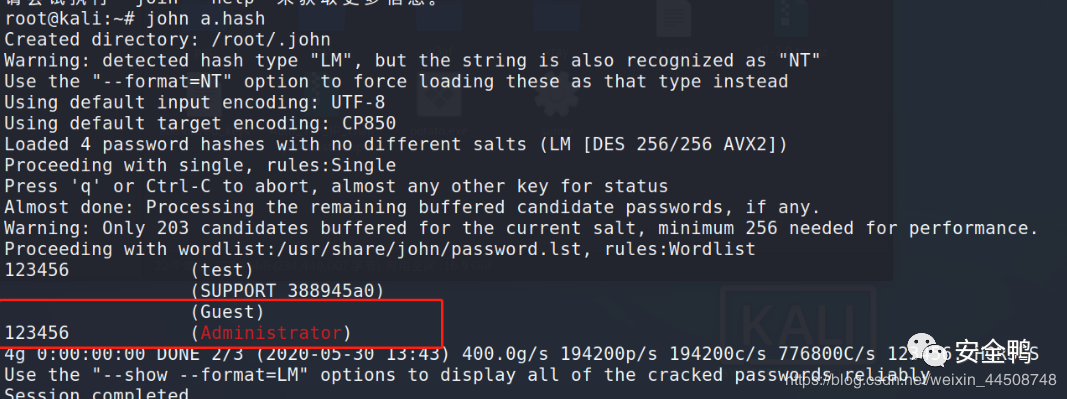 请尝试执行 "john --help" 来获取更多信息。
root@kali:~# john a.hash
Created directory: /root/.john
Warning: detected hash type "LM", but the string is also recognized as "NT"
Use the "--format=NT" option to force loading these as that type instead
Using default input encoding: UTF-8
Using default target encoding: CP850
Loaded 4 password hashes with no different salts (LM [DES 256/256 AVX2])
Proceeding with single, rules:Single
Press 'q' or Ctrl-C to abort, almost any other key for status
Almost done: Processing the remaining buffered candidate passwords, if any.
Warning: Only 203 candidates buffered for the current salt, minimum 256 needed for performance.
Proceeding with wordlist:/usr/share/john/password.lst, rules:Wordlist
123456 (test)
(SUPPORT_388945a0)
(Guest)
123456 (Administrator)
4g 0:00:00:00 DONE 2/3 (2020-05-30 13:43) 400.0g/s 194200p/s 194200c/s 776800C/s
Use the "--show --format=LM" options to display all of the cracked passwords reliably
Session completed
KALI
安全鸭
https://blog.csdn.net/weixin_44508748